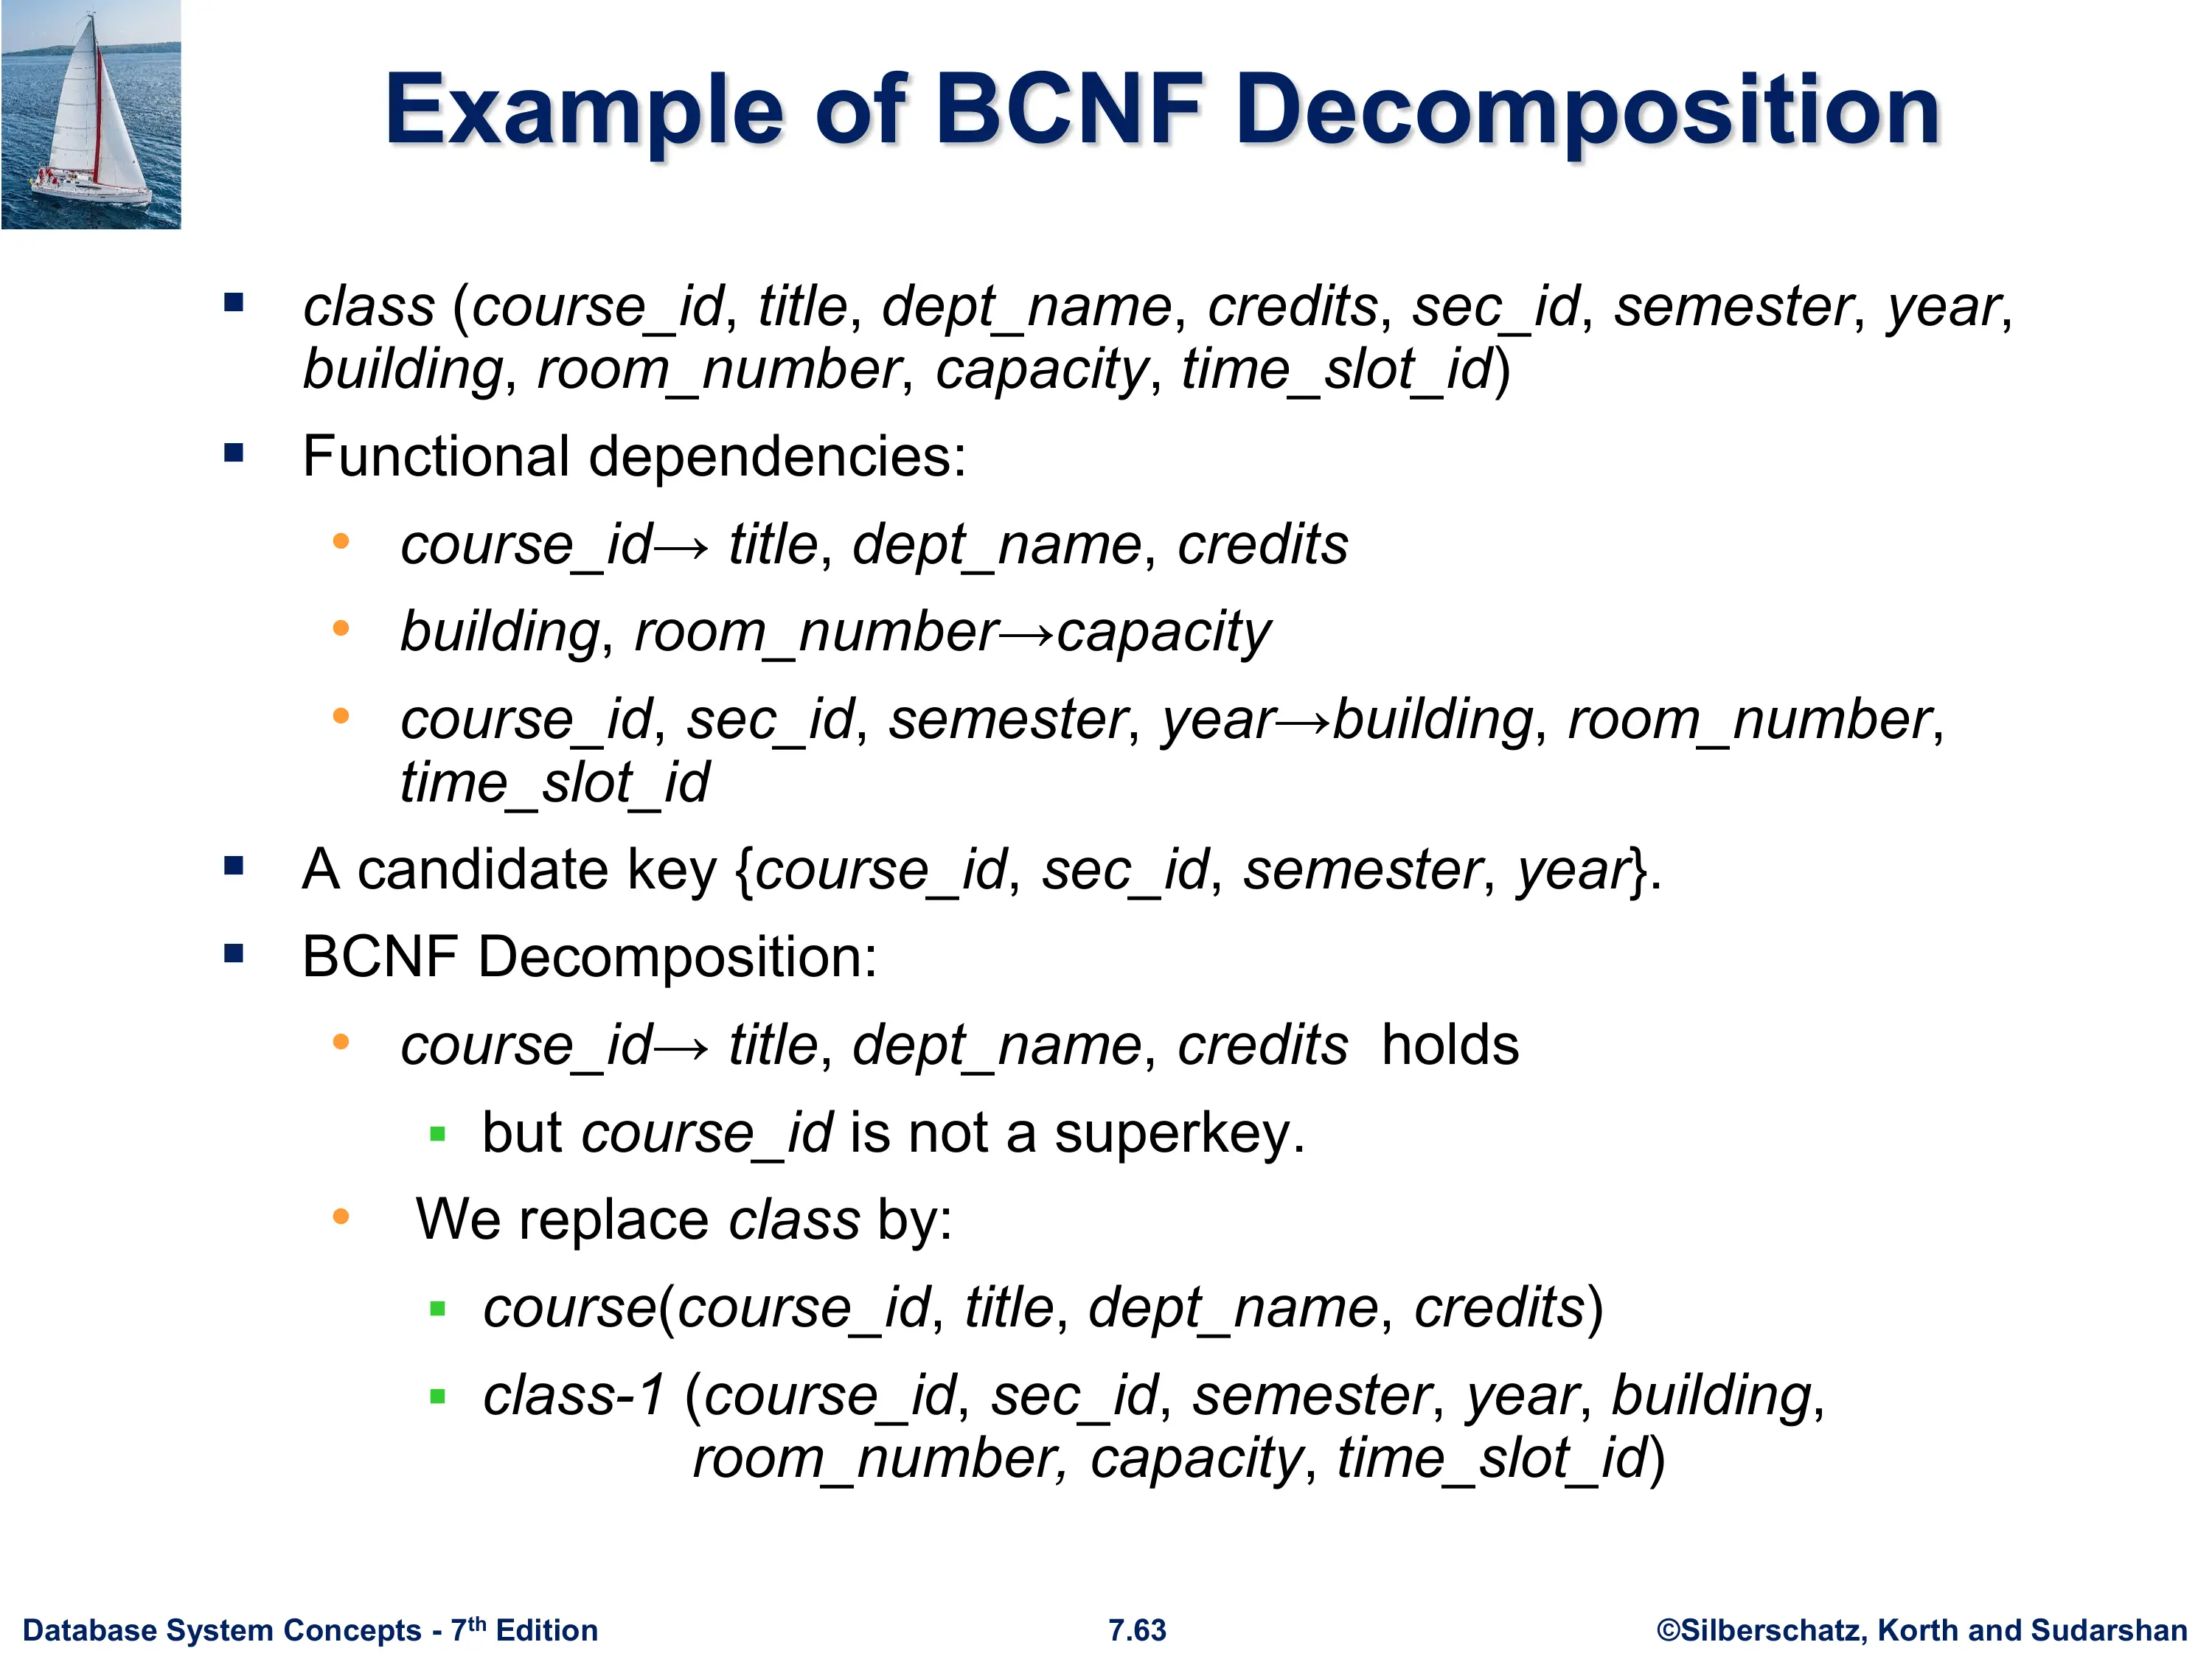 Example of BCNF Decomposition
▪ class (course_id, title, dept_name, credits, sec_id, semester, year,
building, room_number, capacity, time_slot_id)
▪ Functional dependencies:
• course_id→ title, dept_name, credits
• building, room_number→capacity
• course_id, sec_id, semester, year→building, room_number,
time_slot_id
▪ A candidate key {course_id, sec_id, semester, year}.
▪ BCNF Decomposition:
• course_id→ title, dept_name, credits holds
▪ but course_id is not a superkey.
• We replace class by:
▪ course(course_id, title, dept_name, credits)
▪ class-1 (course_id, sec_id, semester, year, building,
room_number, capacity, time_slot_id)
Database System Concepts - 7th Edition 7.63 ©Silberschatz, Korth and Sudarshan